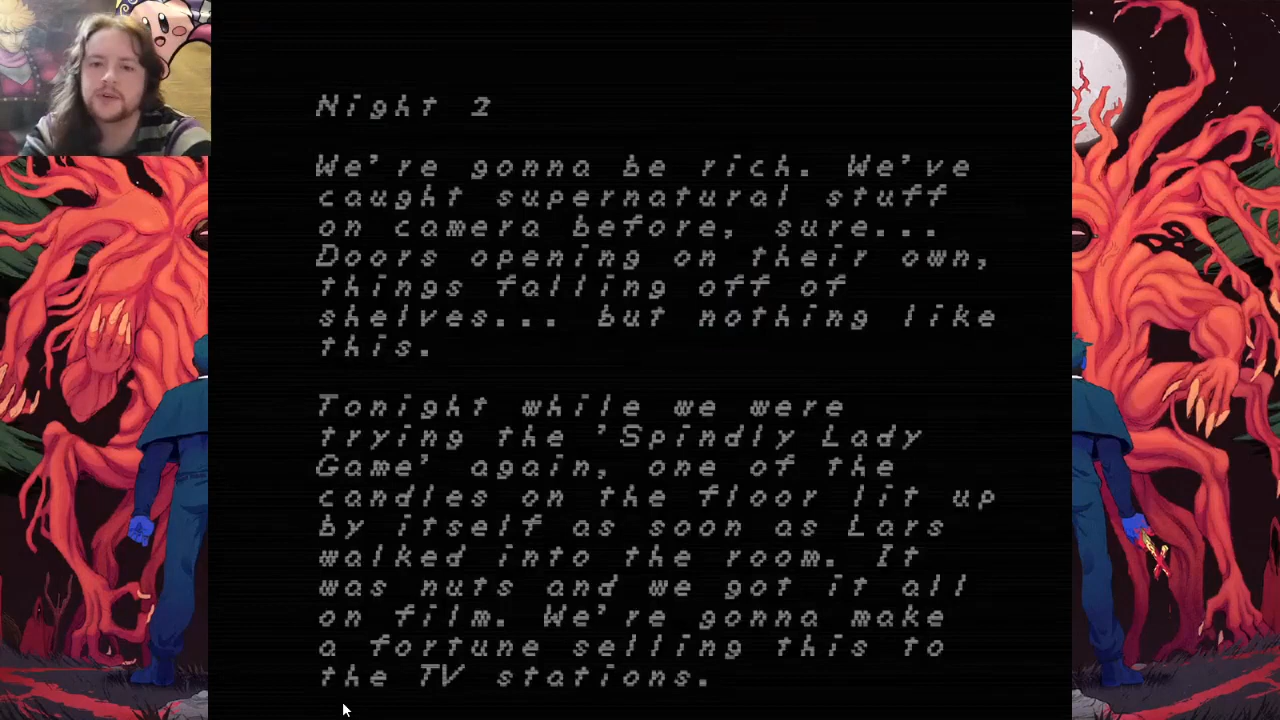 Night 2
We're gonna be rich. We've
caught supernatural stuff
on camera before, sure...
Doors opening on their own,
things falling off of
shelves... but nothing like
this.
Tonight while we were
trying the 'Spindly Lady
Game' again, one of the
candles on the floor lit up
by itself as soon as Lars
walked into the room. It
was nuts and we got it all
on film. We're gonna make
a fortune selling this to
the TV stations.